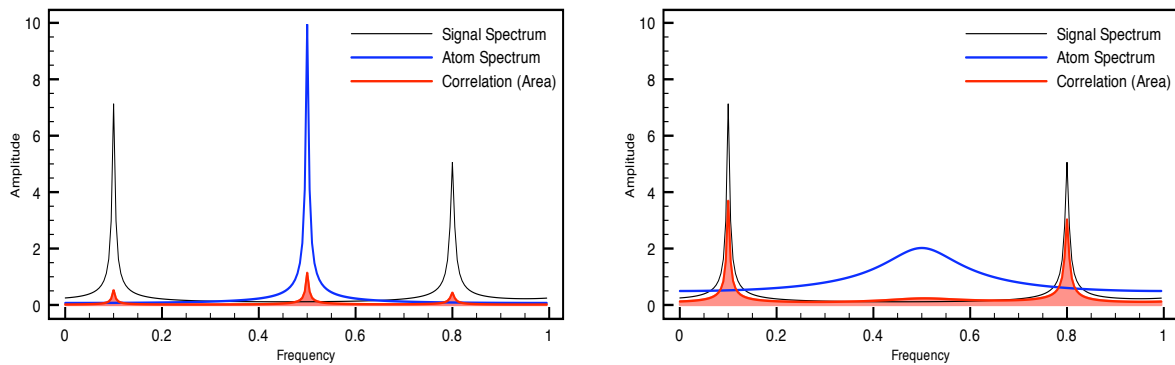 10
8
6
4
2
0
Amplitude
Signal Spectrum
Atom Spectrum
Correlation (Area)
0 0.2 0.4 0.6 0.8 1
Frequency
10
8
6
4
2
0
Amplitude
Signal Spectrum
Atom Spectrum
Correlation (Area)
0 0.2 0.4 0.6 0.8 1
Frequency